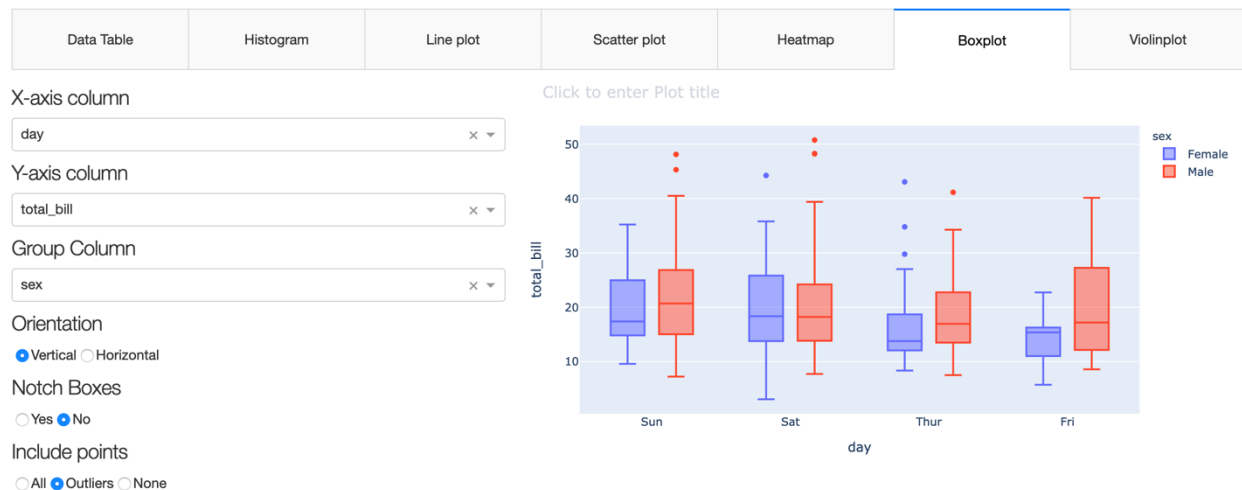 Data Table Histogram Line plot Scatter plot Heatmap Boxplot Violinplot
X-axis column
day
Y-axis column
total_bill
Group Column
sex
Orientation
Vertical Horizontal
Notch Boxes
Yes No
Include points
All Outliers None
Click to enter Plot title
50
40
30
20
10
total_bill
Sun Sat Thur Fri
day
sex
Female
Male